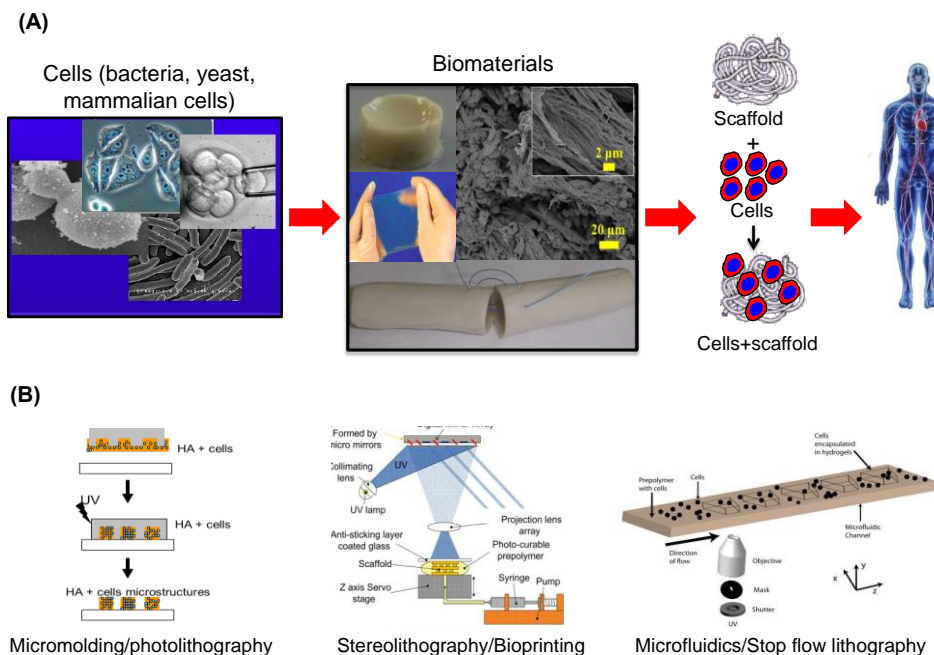 (A)
Cells (bacteria, yeast,
mammalian cells)
Biomaterials
2 µm
20 µm
Scaffold
+
Cells
Cells+scaffold
(B)
HA + cells
UV
HA + cells
HA + cells microstructures
Micromolding/photolithography
Formed by
micro mirrors
UV
Collimating
lens
UV lamp
Projection lens
array
Anti-sticking layer
coated glass
Photo-curable
prepolymer
Scaffold
Z axis Servo
stage
Syringe
Pump
Stereolithography/Bioprinting
Cells
encapsulated
in hydrogels
Prepolymer
with cells
Cells
Microfluidic
Channel
Direction
of flow
Objective
Mask
Shutter
UV
x
y
z
Microfluidics/Stop flow lithography